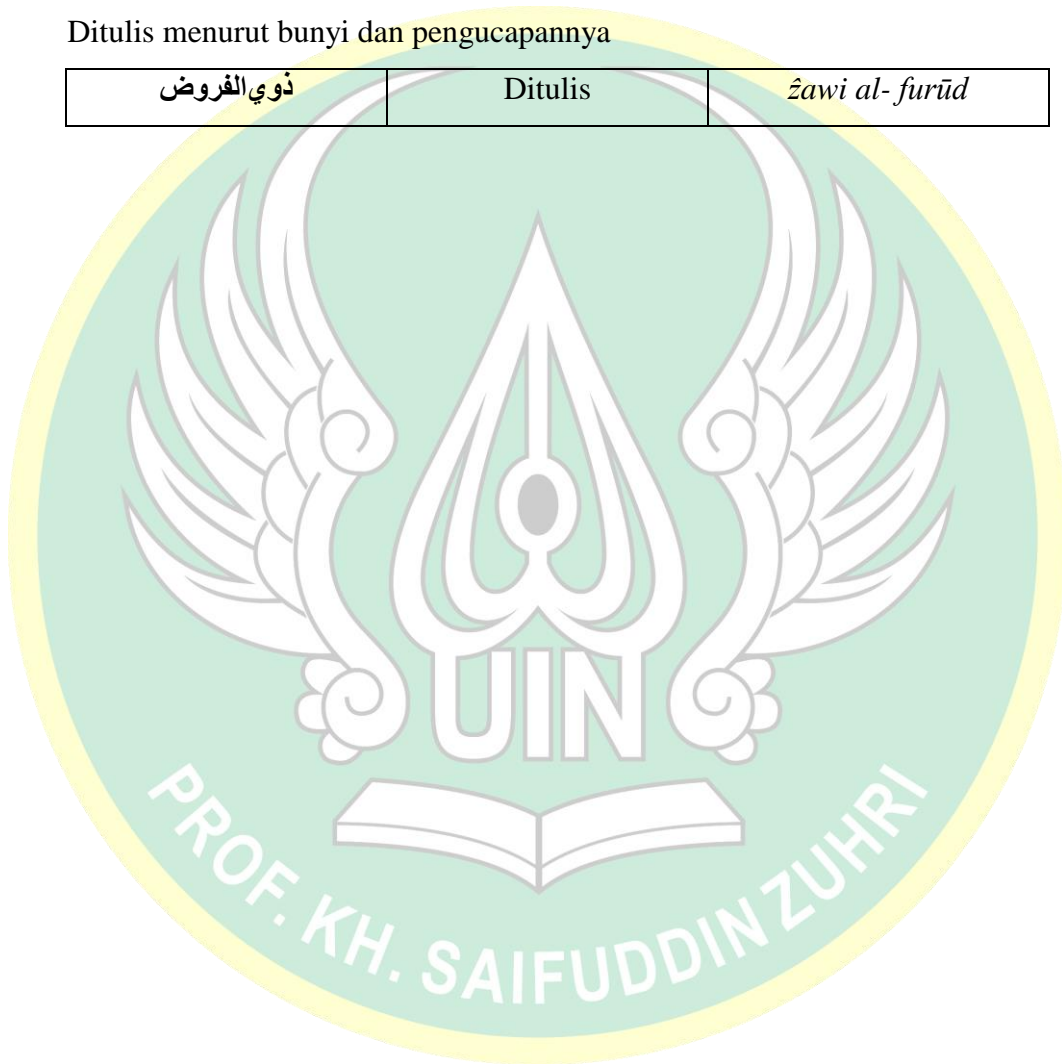 Ditulis menurut bunyi dan pengucapannya
ذوي الفروض Ditulis ẑawi al- furūd
UIN
PROF. KH. SAIFUDDIN ZUHRI